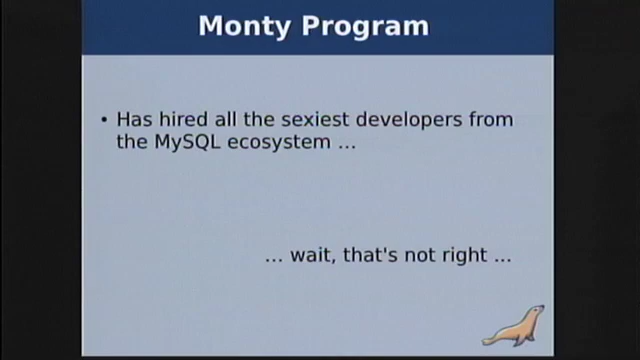 Monty Program
• Has hired all the sexiest developers from
the MySQL ecosystem ...
... wait, that's not right ...